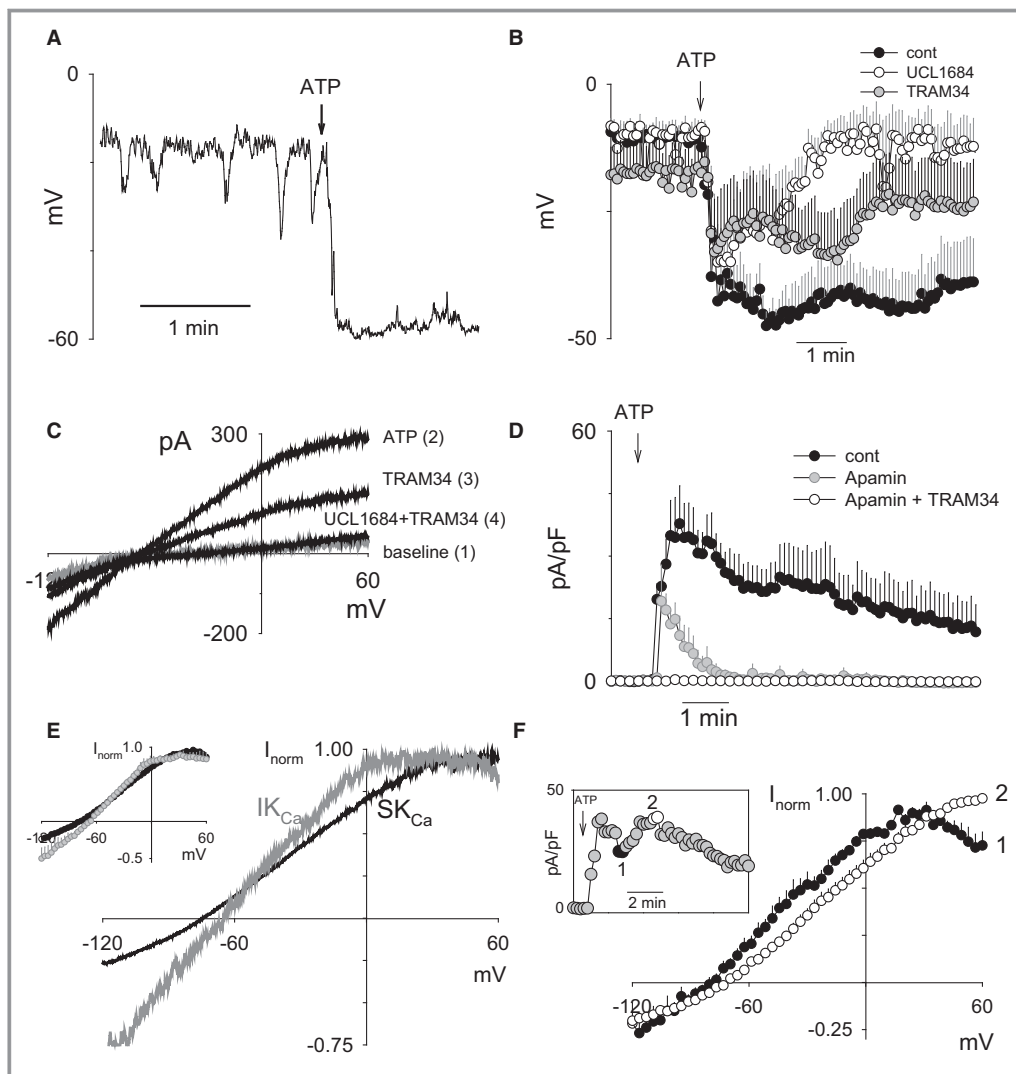 A
0
ATP
mV
1 min
-60
B
cont
UCL1684
TRAM34
ATP
0
mV
-50
1 min
C
pA
300
ATP (2)
TRAM34 (3)
UCL1684+TRAM34 (4)
baseline (1)
60
mV
-200
D
ATP
60
cont
Apamin
Apamin + TRAM34
pA/pF
0
1 min
E
Inorm
1.0
-120
-60
60
mV
-0.5
Inorm
1.00
IKCa
SKCa
-120
-60
60
mV
-0.75
F
50
ATP
2
pA/pF
1
2 min
0
Inorm
1.00
2
1
-120
-60
60
-0.25
mV